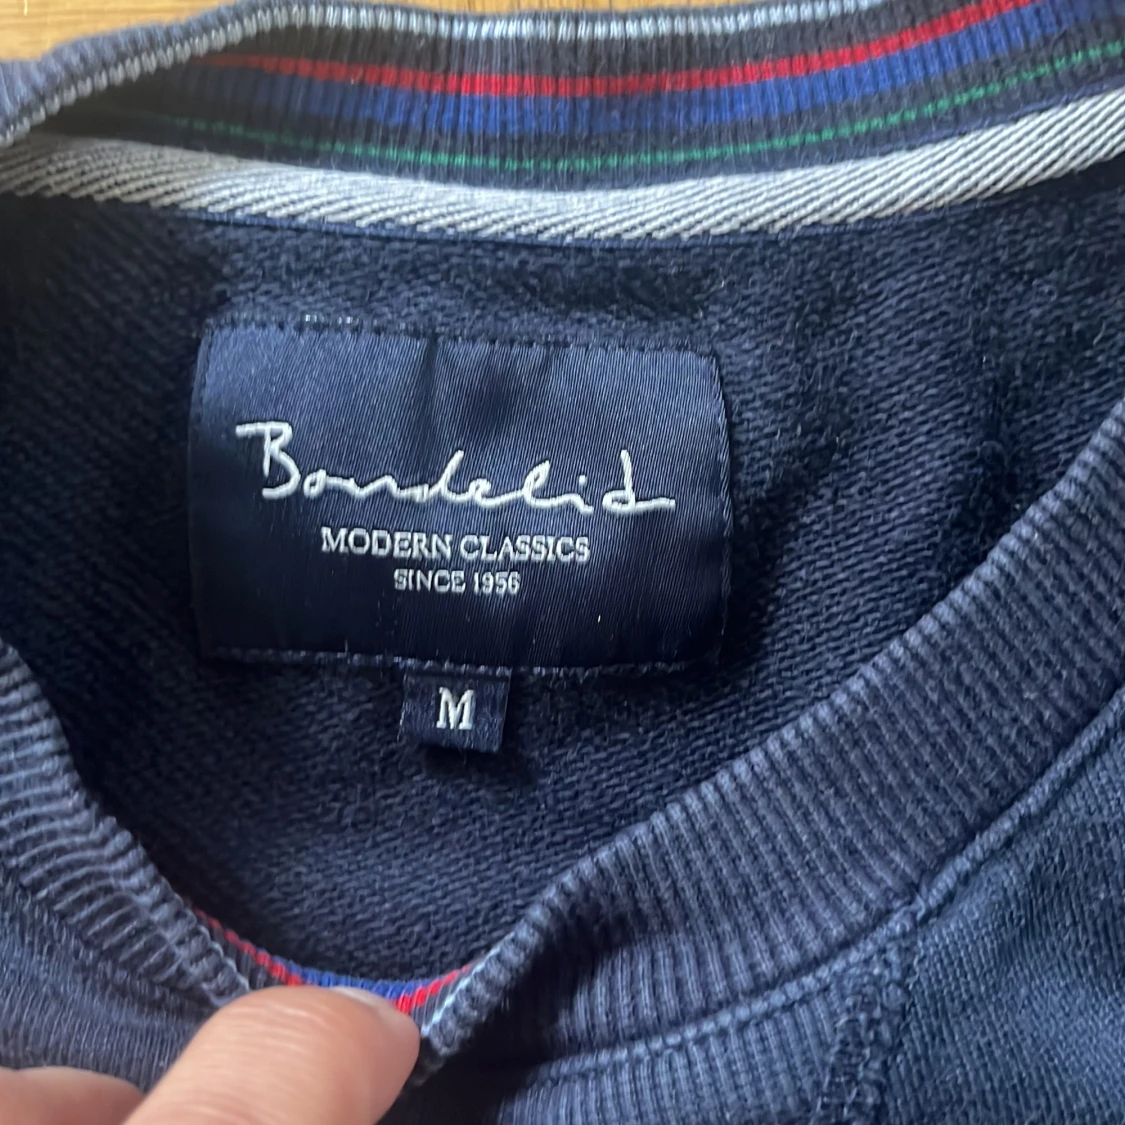 Bondelid
MODERN CLASSICS
SINCE 1956
M